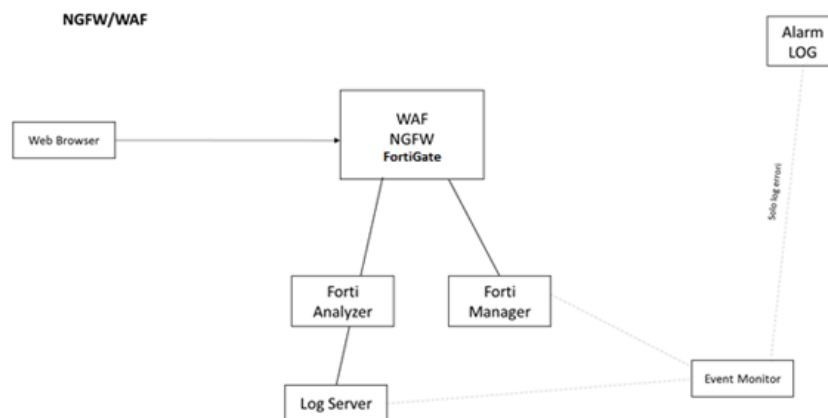 NGFW/WAF
Alarm
LOG
WAF
NGFW
FortiGate
Web Browser
Solo log errori
Forti
Analyzer
Forti
Manager
Event Monitor
Log Server